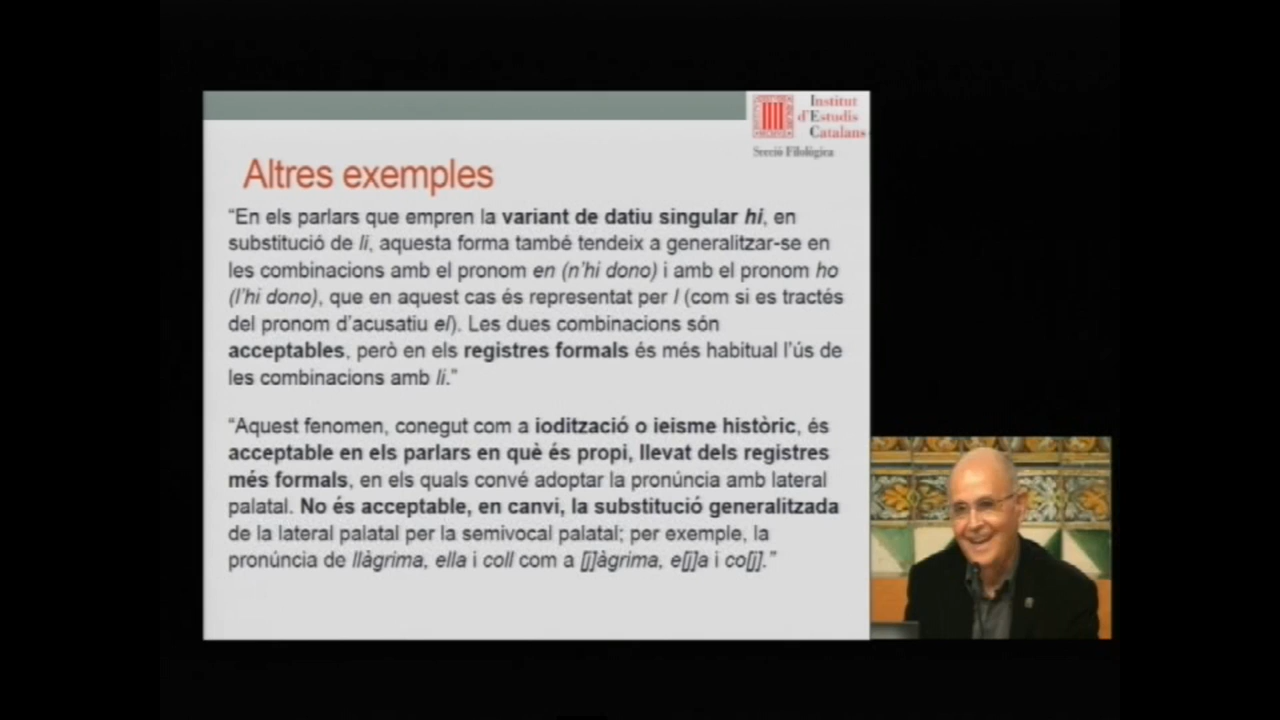 Institut
d'Estudis
Catalans
Secció Filològica
Altres exemples
“En els parlars que empren la variant de datiu singular hi, en
substitució de li, aquesta forma també tendeix a generalitzar-se en
les combinacions amb el pronom en (n’hi dono) i amb el pronom ho
(l’hi dono), que en aquest cas és representat per l (com si es tractés
del pronom d’acusatiu el). Les dues combinacions són
acceptables, però en els registres formals és més habitual l’ús de
les combinacions amb li.”
“Aquest fenomen, conegut com a iodització o ieisme històric, és
acceptable en els parlars en què és propi, llevat dels registres
més formals, en els quals convé adoptar la pronúncia amb lateral
palatal. No és acceptable, en canvi, la substitució generalitzada
de la lateral palatal per la semivocal palatal; per exemple, la
pronúncia de llàgrima, ella i coll com a [j]àgrima, e[j]a i co[j].”